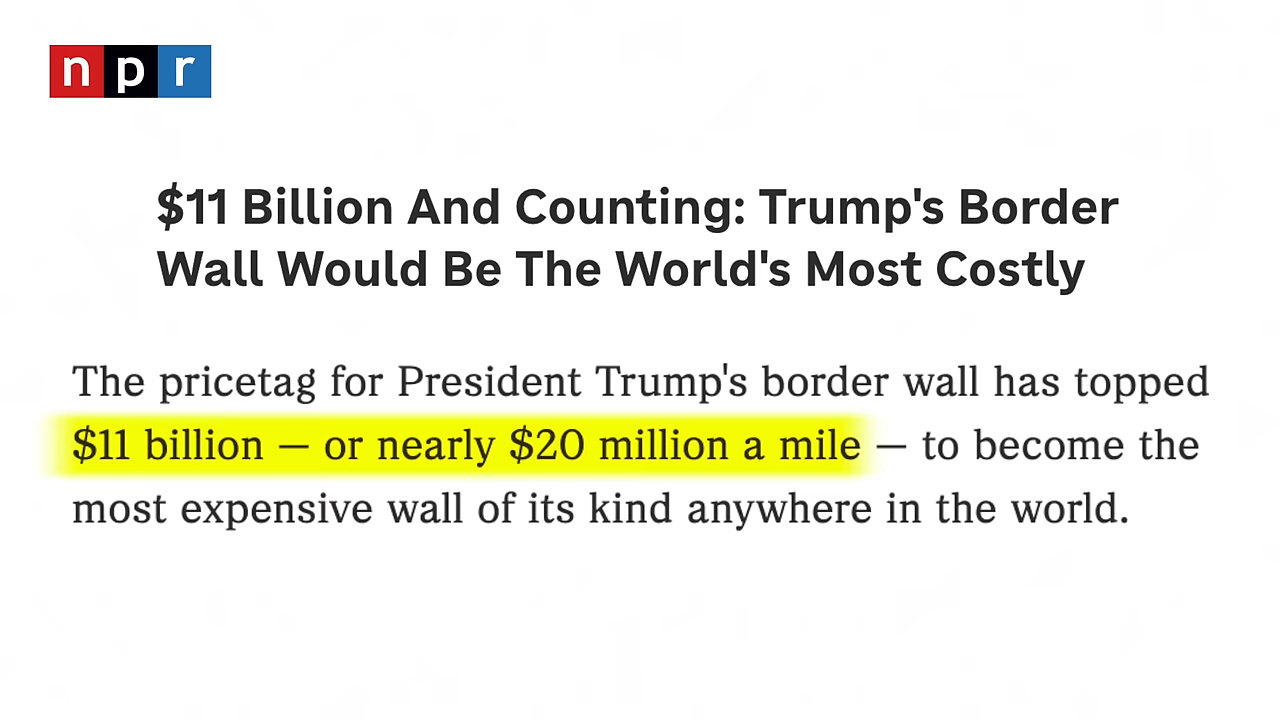 npr
$11 Billion And Counting: Trump's Border
Wall Would Be The World's Most Costly
The pricetag for President Trump's border wall has topped
$11 billion — or nearly $20 million a mile — to become the
most expensive wall of its kind anywhere in the world.